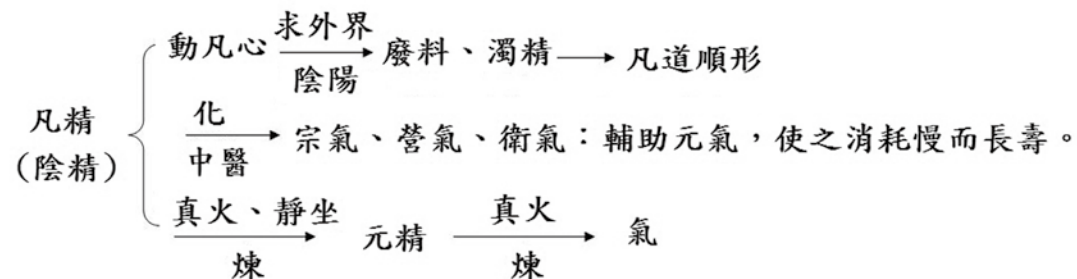 動凡心 求外界 陰陽 廢料、濁精 凡道順形
凡精
(陰精)
化 中醫 宗氣、營氣、衛氣：輔助元氣，使之消耗慢而長壽。
真火、靜坐 煉 元精 真火 煉 氣